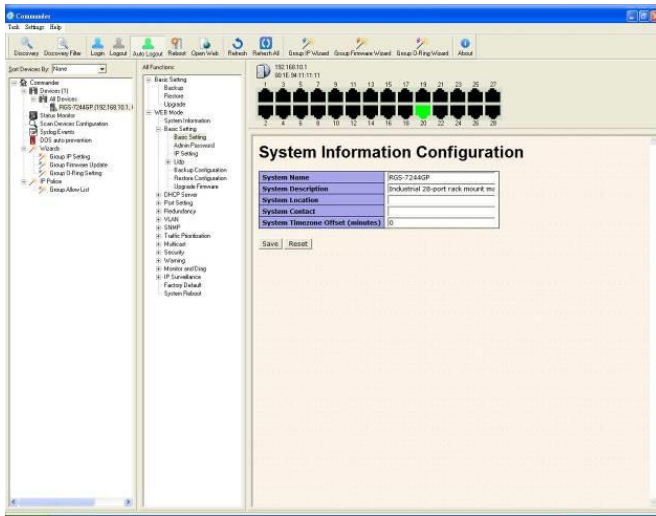 Commander
Task Settings Help
Discovery Discovery Filter Login Logout Auto Logout Reboot Open Web Refresh Refresh All Group IP Wizard Group Firmware Wizard Group O-Ring Wizard About
Sort Devices By: None
Commander
Devices (1)
All Devices
RGS-7244GP (192.168.10.1,
Status Monitor
Scan Devices Configuration
Syslog Events
DOS auto prevention
Wizards
Group IP Setting
Group Firmware Update
Group O-Ring Setting
IP Police
Group Allow List
All Functions:
Basic Setting
Backup
Restore
Upgrade
WEB Mode
System Information
Basic Setting
Basic Setting
Admin Password
IP Setting
Lldp
Backup Configuration
Restore Configuration
Upgrade Firmware
DHCP Server
Port Setting
Redundancy
VLAN
SNMP
Traffic Prioritization
Multicast
Security
Warning
Monitor and Diag
IP Surveillance
Factory Default
System Reboot
192.168.10.1
00:1E:94:11:11:11
1 3 5 7 9 11 13 15 17 19 21 23 25 27
2 4 6 8 10 12 14 16 18 20 22 24 26 28
System Information Configuration
System Name RGS-7244GP
System Description Industrial 28-port rack mount ma
System Location
System Contact
System Timezone Offset (minutes) 0
Save Reset